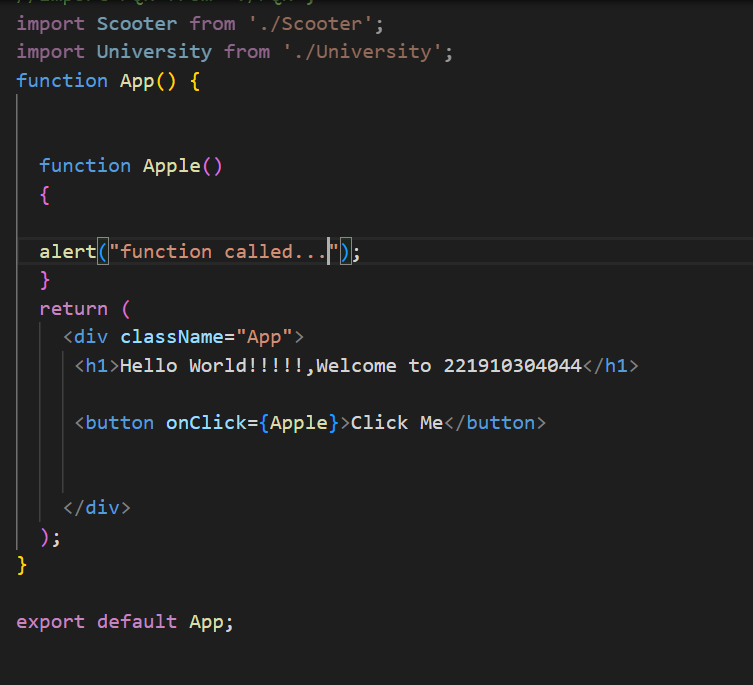 import Scooter from './Scooter';
import University from './University';
function App() {
function Apple()
{
alert("function called...");
}
return (
<div className="App">
<h1>Hello World!!!!!,Welcome to 221910304044</h1>
<button onClick={Apple}>Click Me</button>
</div>
);
}
export default App;